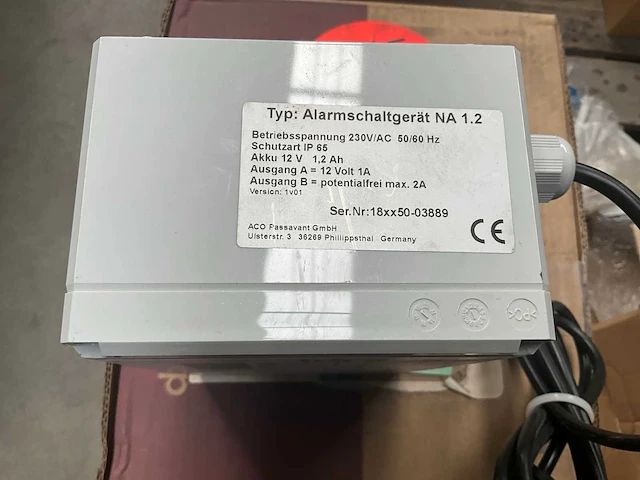 Typ: Alarmschaltgerät NA 1.2
Betriebsspannung 230V/AC 50/60 Hz
Schutzart IP 65
Akku 12 V 1,2 Ah
Ausgang A = 12 Volt 1A
Ausgang B = potentialfrei max. 2A
Version: 1v01
Ser.Nr:18xx50-03889
ACO Passavant GmbH
Ulsterstr. 3 36269 Philippsthal Germany
CE